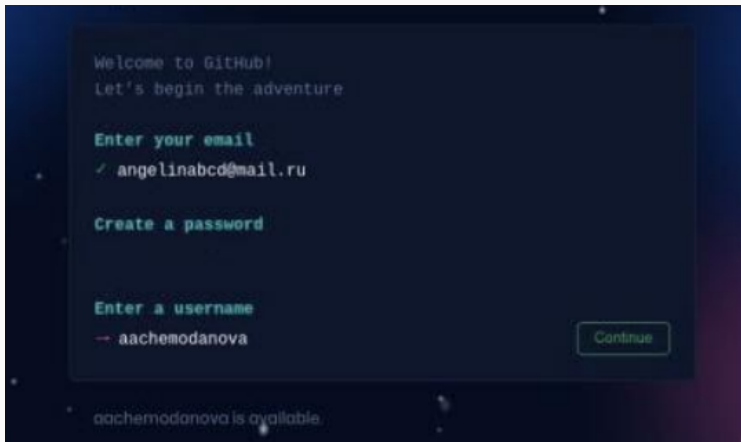 Welcome to GitHub!
Let's begin the adventure
Enter your email
✓ angelinabcd@mail.ru
Create a password
Enter a username
→ aachemodanova
Continue
aachemodanova is available.